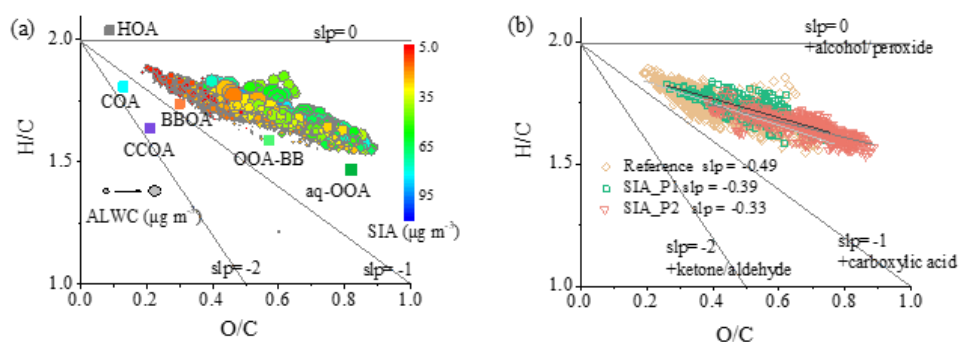 (a)
HOA
slp= 0
2.0
5.0
35
65
95
COA
BBOA
CCOA
OOA-BB
aq-OOA
H/C
1.5
ALWC (μg m⁻³)
SIA (μg m⁻³)
slp= -2
slp= -1
1.0
0.0 0.2 0.4 0.6 0.8 1.0
O/C
(b)
slp= 0
+alcohol/peroxide
2.0
H/C
1.5
Reference slp= -0.49
SIA_P1 slp= -0.39
SIA_P2 slp= -0.33
slp= -2
+ketone/aldehyde
slp= -1
+carboxylic acid
1.0
0.0 0.2 0.4 0.6 0.8 1.0
O/C